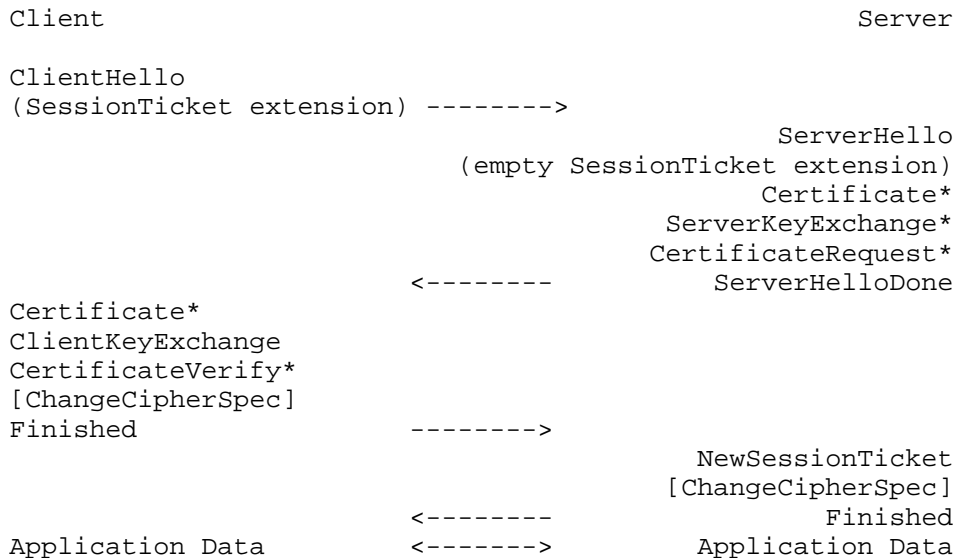 Client                                               Server

ClientHello
(SessionTicket extension) -------->
                                                ServerHello
                            (empty SessionTicket extension)
                                               Certificate*
                                         ServerKeyExchange*
                                        CertificateRequest*
                         <--------          ServerHelloDone
Certificate*
ClientKeyExchange
CertificateVerify*
[ChangeCipherSpec]
Finished                 -------->
                                           NewSessionTicket
                                         [ChangeCipherSpec]
                         <--------                 Finished
Application Data         <------->         Application Data